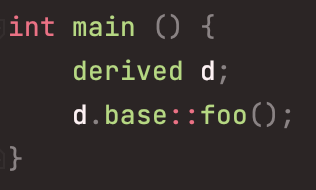 int main () {
    derived d;
    d.base::foo();
}